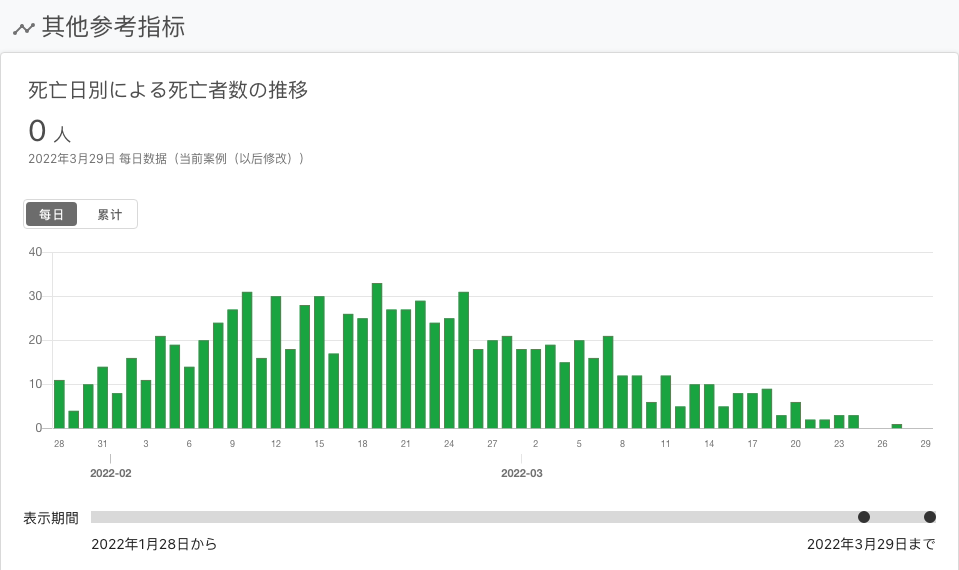 其他参考指标
死亡日別による死亡者数の推移
0 人
2022年3月29日 每日数据（当前案例（以后修改））
每日 累计
40
30
20
10
0
28 31 3 6 9 12 15 18 21 24 27 2 5 8 11 14 17 20 23 26 29
2022-02 2022-03
表示期間
2022年1月28日から 2022年3月29日まで